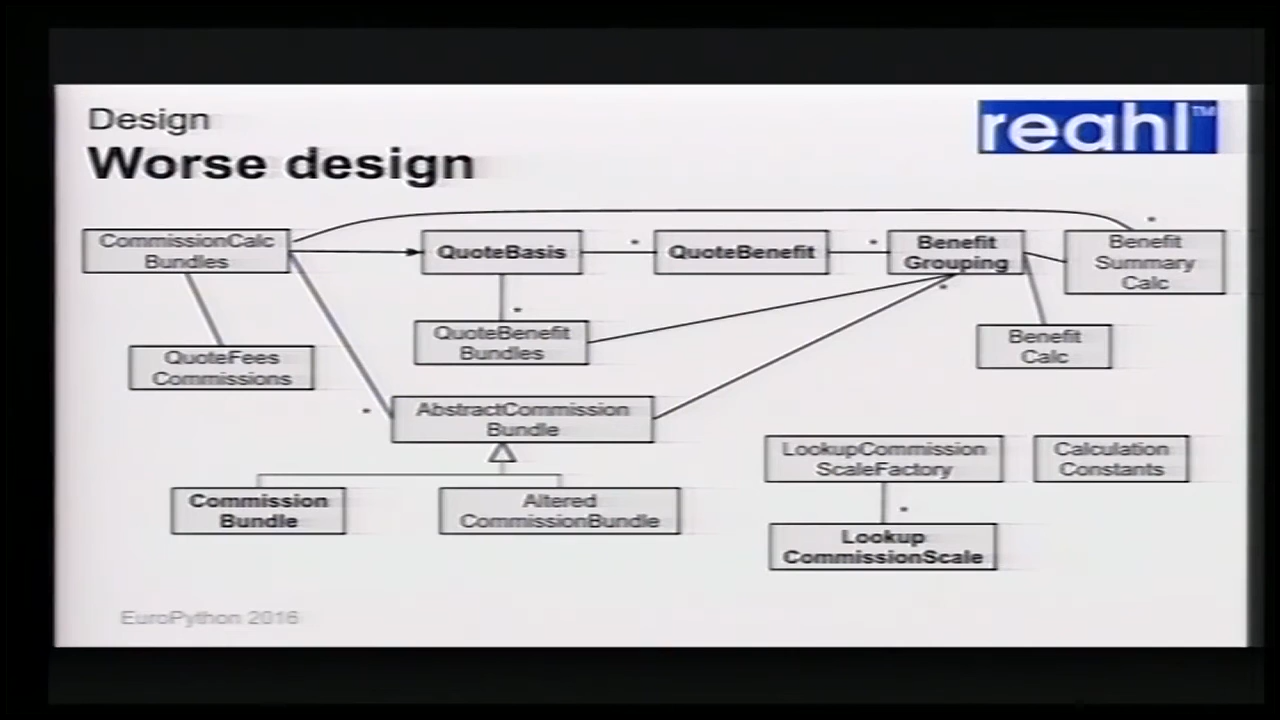 Design
Worse design
reahl™
CommissionCalc
Bundles
QuoteBasis
*
QuoteBenefit
*
Benefit
Grouping
*
*
Benefit
Summary
Calc
QuoteFees
Commissions
*
QuoteBenefit
Bundles
Benefit
Calc
*
AbstractCommission
Bundle
Commission
Bundle
Altered
CommissionBundle
LookupCommission
ScaleFactory
*
Lookup
CommissionScale
Calculation
Constants
EuroPython 2016